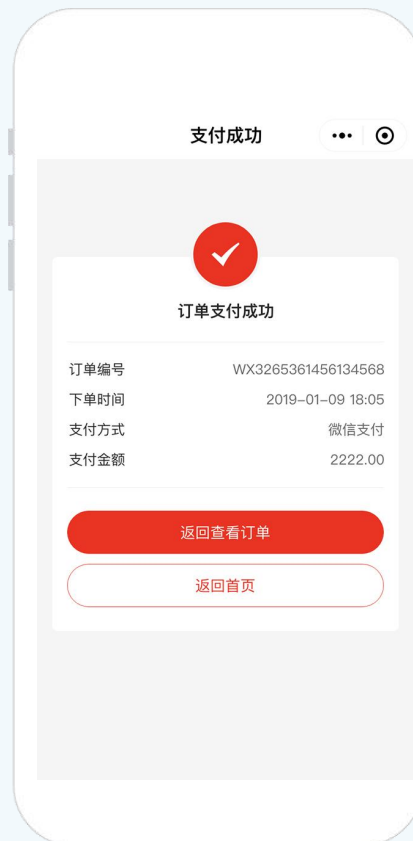 支付成功
订单支付成功
订单编号 WX3265361456134568
下单时间 2019-01-09 18:05
支付方式 微信支付
支付金额 2222.00
返回查看订单
返回首页